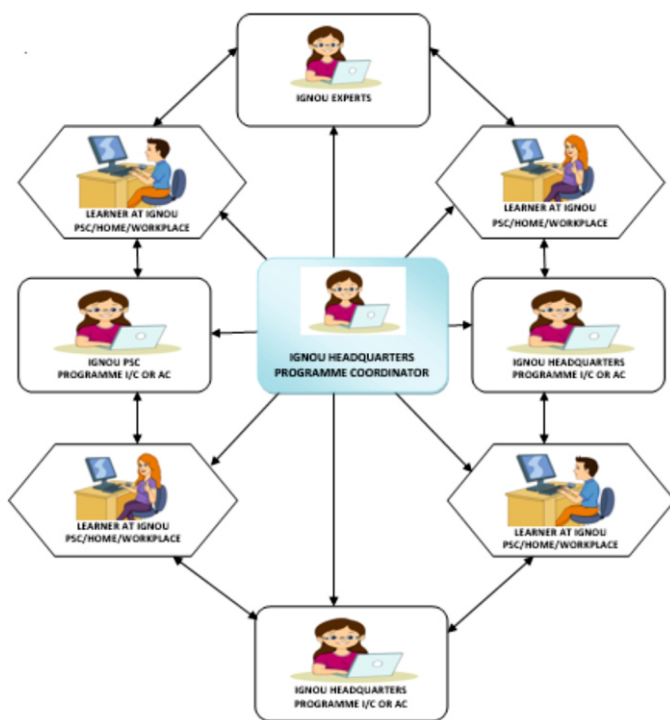 IGNOU EXPERTS
LEARNER AT IGNOU
PSC/HOME/WORKPLACE
LEARNER AT IGNOU
PSC/HOME/WORKPLACE
IGNOU PSC
PROGRAMME I/C OR AC
IGNOU HEADQUARTERS
PROGRAMME COORDINATOR
IGNOU HEADQUARTERS
PROGRAMME I/C OR AC
LEARNER AT IGNOU
PSC/HOME/WORKPLACE
LEARNER AT IGNOU
PSC/HOME/WORKPLACE
IGNOU HEADQUARTERS
PROGRAMME I/C OR AC